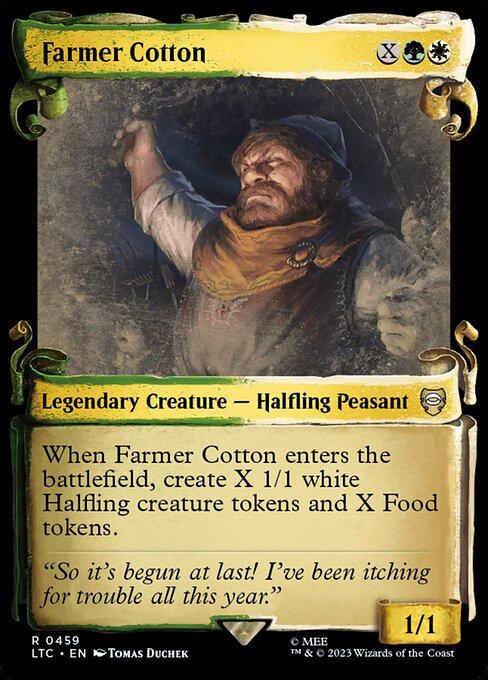 Farmer Cotton X
Legendary Creature — Halfling Peasant
When Farmer Cotton enters the
battlefield, create X 1/1 white
Halfling creature tokens and X Food
tokens.
“So it’s begun at last! I’ve been itching
for trouble all this year.”
1/1
R 0459
LTC • EN Tomas Duchek
© MEE
™ & © 2023 Wizards of the Coast